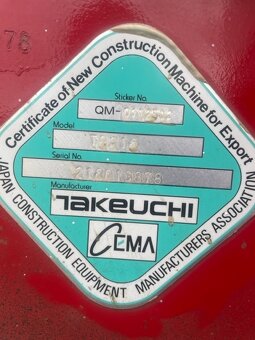 78
Certificate of New Construction Machine for Export
Sticker No.
QM-
Model
Serial No.
Manufacturer
TAKEUCHI
CEMA
JAPAN CONSTRUCTION EQUIPMENT MANUFACTURERS ASSOCIATION